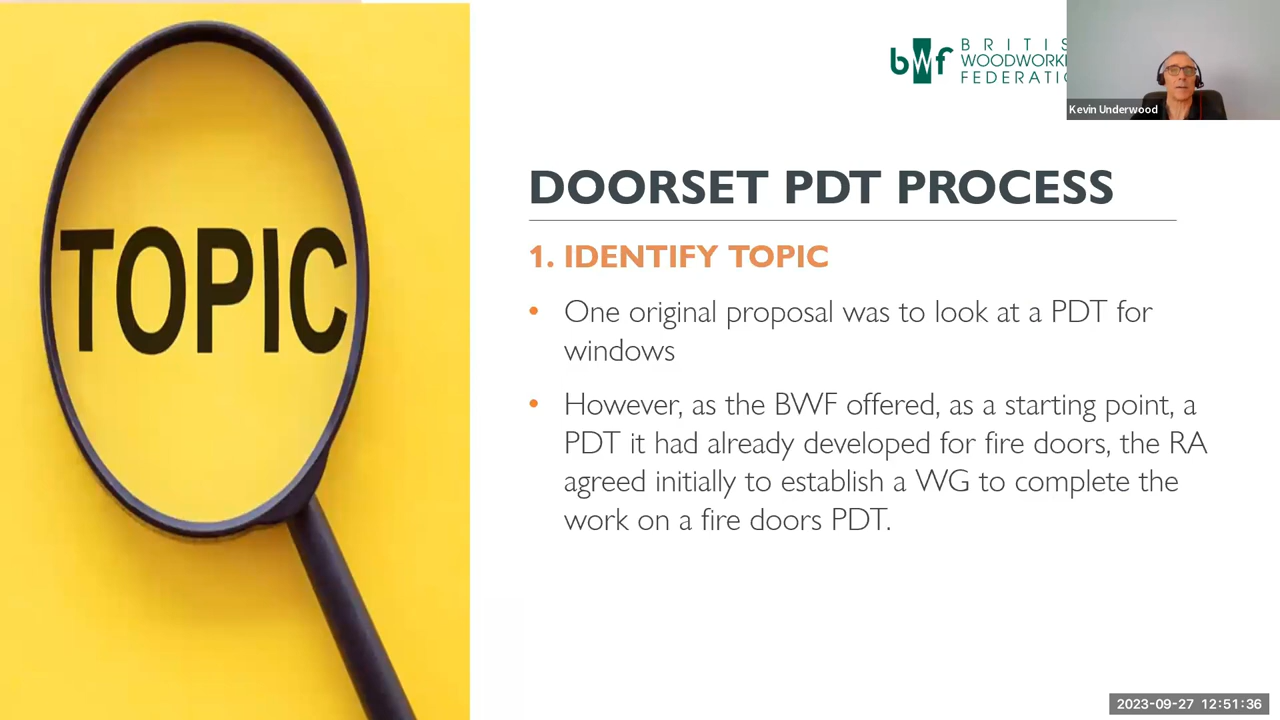 TOPIC
bwf
BRITIS
WOODWORK
FEDERATI
Kevin Underwood
DOORSET PDT PROCESS
1. IDENTIFY TOPIC
• One original proposal was to look at a PDT for
windows
• However, as the BWF offered, as a starting point, a
PDT it had already developed for fire doors, the RA
agreed initially to establish a WG to complete the
work on a fire doors PDT.
2023-09-27 12:51:36